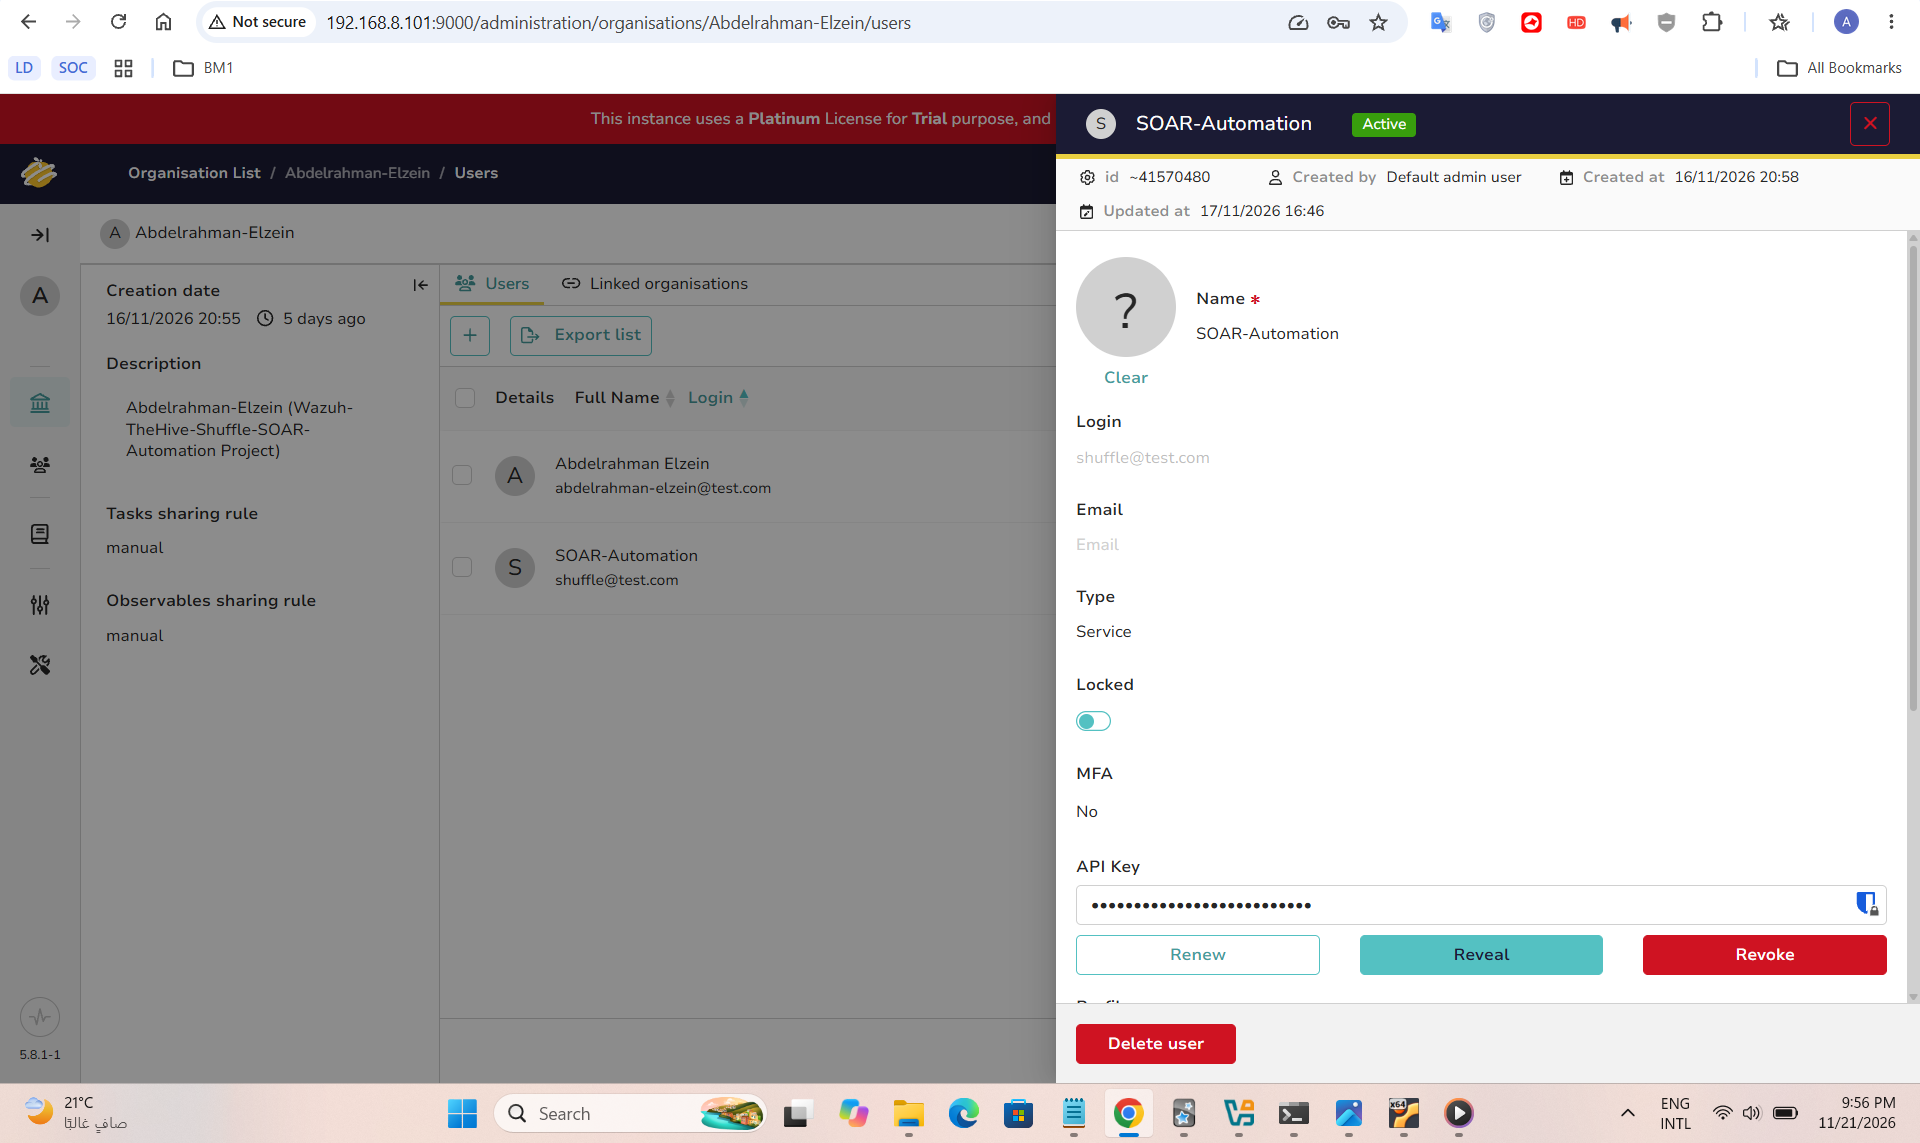 Not secure
192.168.8.101:9000/administration/organisations/Abdelrahman-Elzein/users
HD
A
LD
SOC
BM1
All Bookmarks
This instance uses a Platinum License for Trial purpose, and
Organisation List / Abdelrahman-Elzein / Users
A
Abdelrahman-Elzein
A
Creation date
16/11/2026 20:55
5 days ago
Description
Abdelrahman-Elzein (Wazuh-
TheHive-Shuffle-SOAR-
Automation Project)
Tasks sharing rule
manual
Observables sharing rule
manual
5.8.1-1
Users
Linked organisations
+
Export list
Details
Full Name
Login
A
Abdelrahman Elzein
abdelrahman-elzein@test.com
S
SOAR-Automation
shuffle@test.com
S
SOAR-Automation
Active
id ~41570480
Created by Default admin user
Created at 16/11/2026 20:58
Updated at 17/11/2026 16:46
?
Clear
Name *
SOAR-Automation
Login
shuffle@test.com
Email
Email
Type
Service
Locked
MFA
No
API Key
••••••••••••••••••••••••••
Renew
Reveal
Revoke
Delete user
21°C
صافٍ غالبًا
Search
ENG
INTL
9:56 PM
11/21/2026